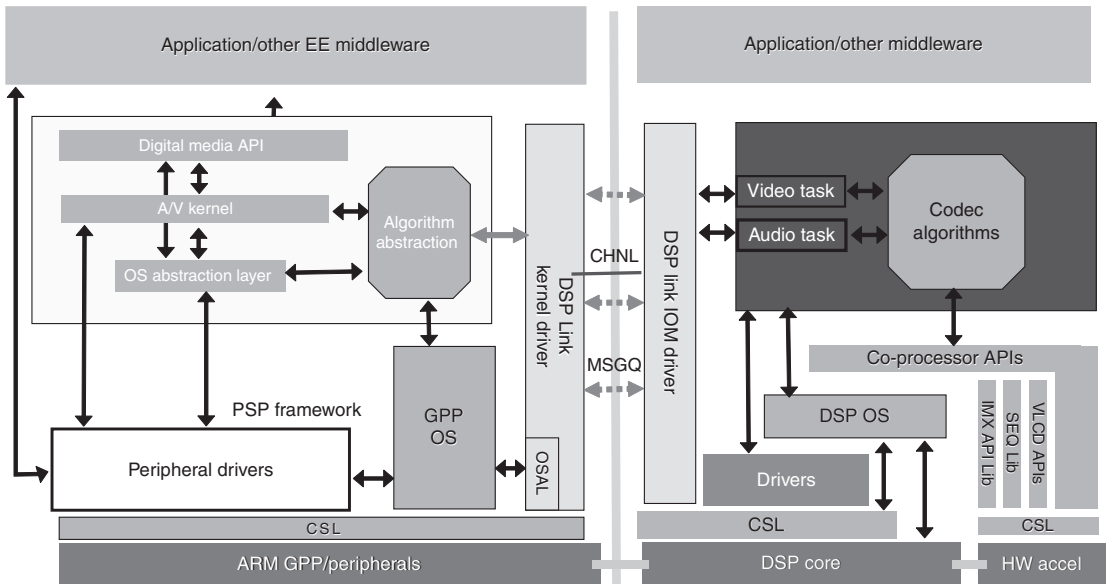 Application/other EE middleware
Digital media API
A/V kernel
OS abstraction layer
Algorithm
abstraction
PSP framework
Peripheral drivers
GPP
OS
DSP Link
kernel driver
OSAL
CSL
ARM GPP/peripherals
CHNL
MSGQ
Application/other middleware
DSP link IOM driver
Video task
Audio task
Codec
algorithms
Co-processor APIs
DSP OS
IMX API Lib
SEQ Lib
VLCD APIs
Drivers
CSL
CSL
DSP core
HW accel